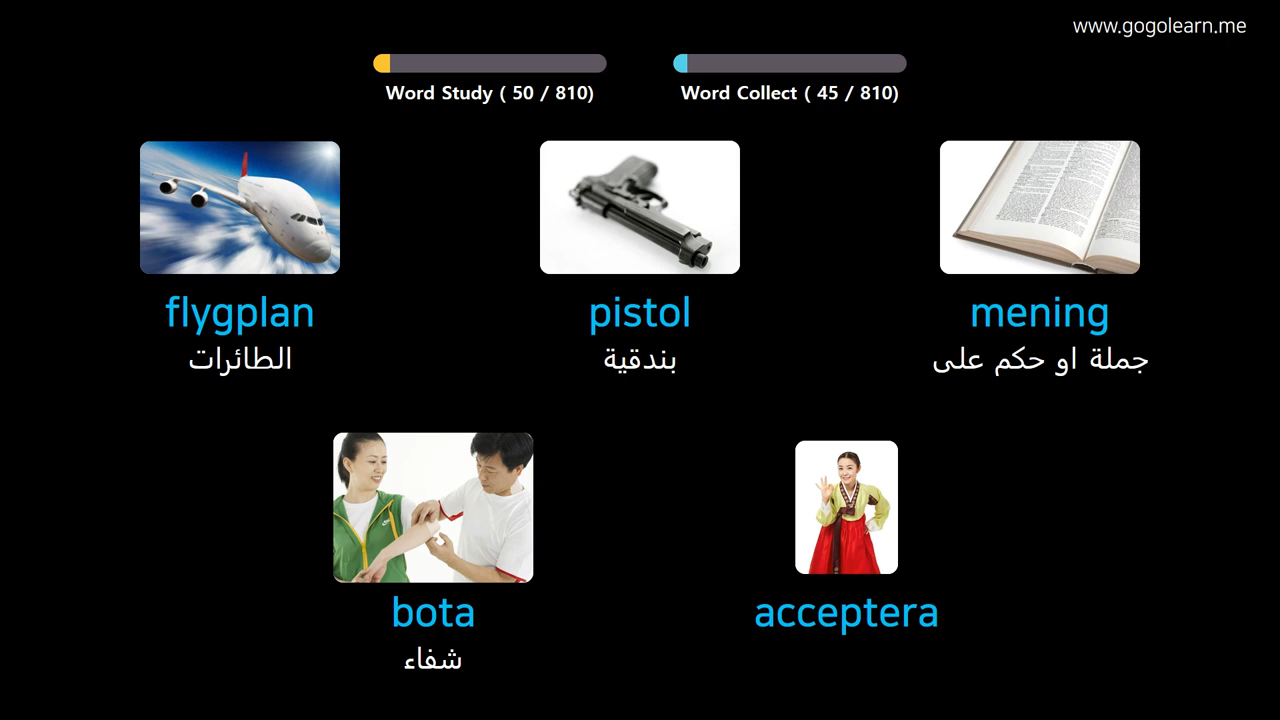 www.gogolearn.me
Word Study ( 50 / 810)
Word Collect ( 45 / 810)
flygplan
الطائرات
pistol
بندقية
mening
جملة او حكم على
bota
شفاء
acceptera